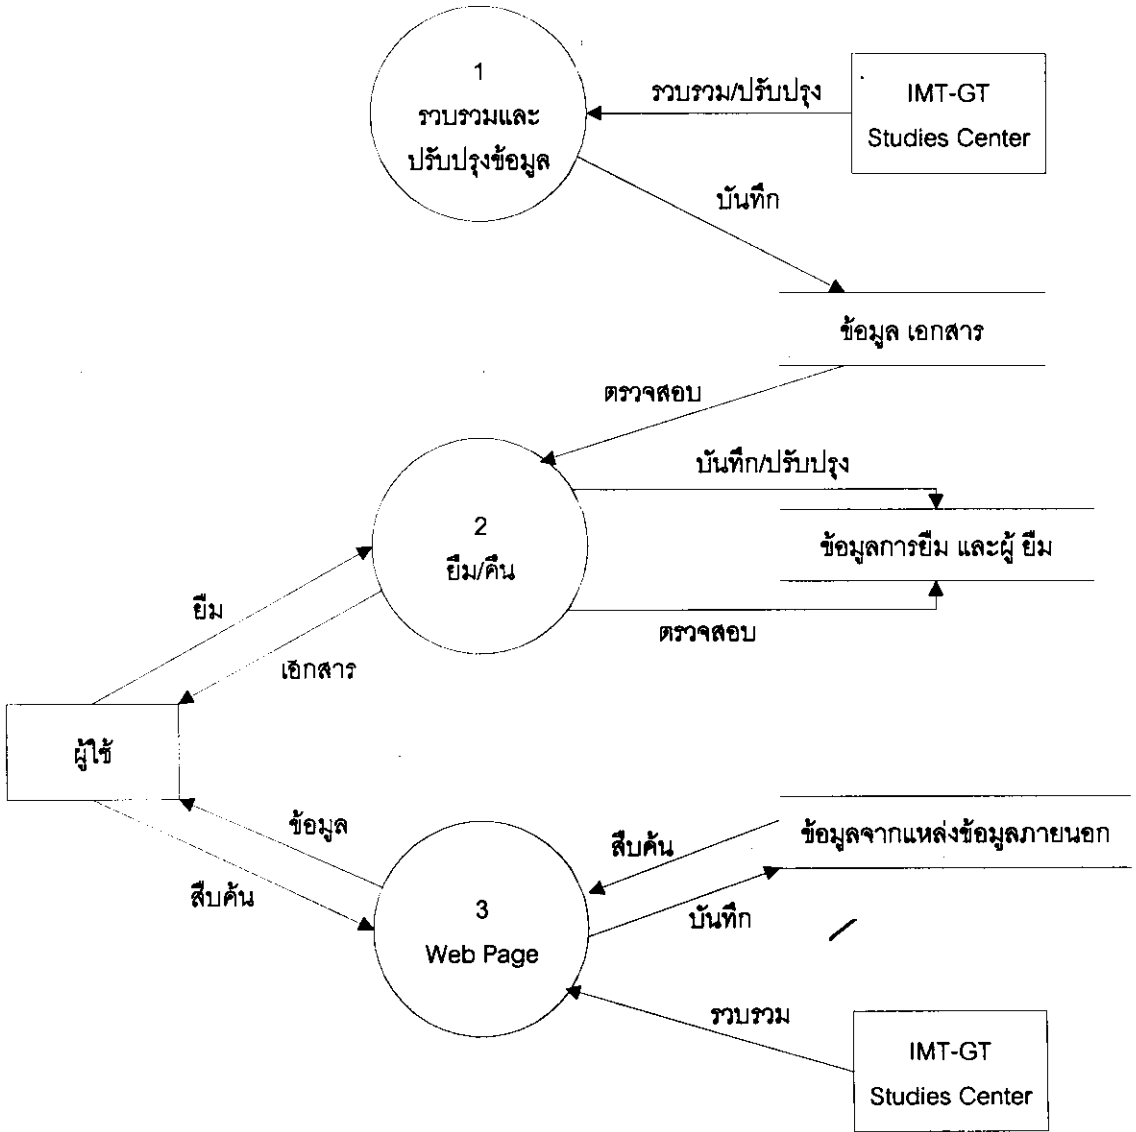 1
รวบรวมและ
ปรับปรุงข้อมูล
รวบรวม/ปรับปรุง
IMT-GT
Studies Center
บันทึก
ข้อมูล เอกสาร
ตรวจสอบ
บันทึก/ปรับปรุง
2
ยืม/คืน
ข้อมูลการยืม และผู้ ยืม
ยืม
ตรวจสอบ
เอกสาร
ผู้ใช้
ข้อมูล
สืบค้น
ข้อมูลจากแหล่งข้อมูลภายนอก
สืบค้น
3
Web Page
บันทึก
รวบรวม
IMT-GT
Studies Center